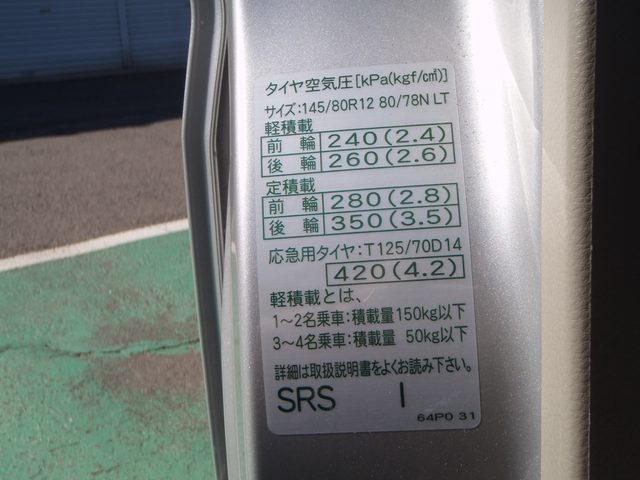 タイヤ空気圧[kPa(kgf/㎠)]
サイズ:145/80R12 80/78N LT
軽積載
前輪 240(2.4)
後輪 260(2.6)
定積載
前輪 280(2.8)
後輪 350(3.5)
応急用タイヤ:T125/70D14
420(4.2)
軽積載とは、
1～2名乗車:積載量150kg以下
3～4名乗車:積載量 50kg以下
詳細は取扱説明書をよくお読み下さい。
SRS I
64P0 31